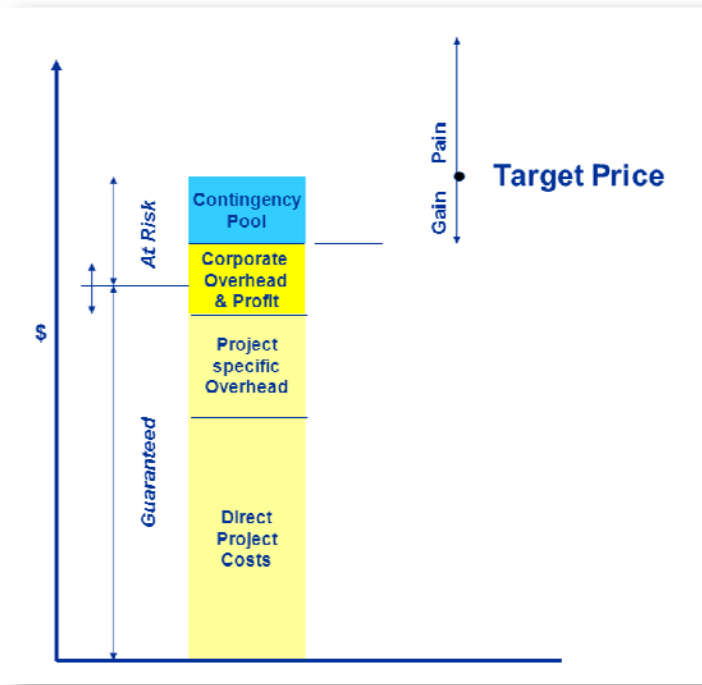 Pain
Gain
Target Price
At Risk
Contingency
Pool
Corporate
Overhead
& Profit
$
Project
specific
Overhead
Guaranteed
Direct
Project
Costs